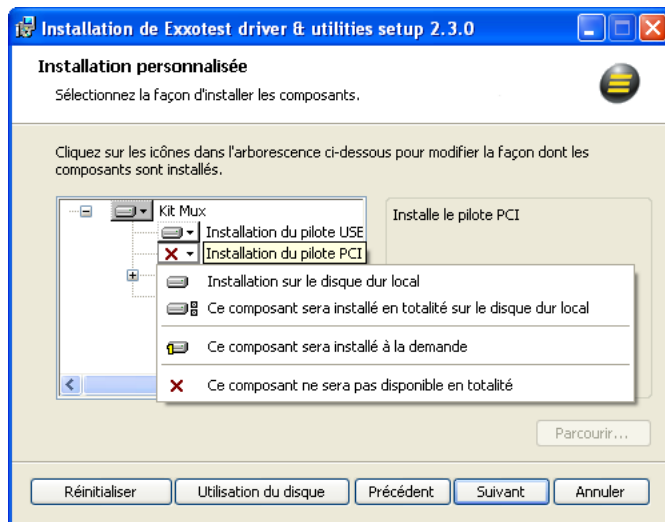 Installation de Exxotest driver & utilities setup 2.3.0
Installation personnalisée
Sélectionnez la façon d'installer les composants.
Cliquez sur les icônes dans l'arborescence ci-dessous pour modifier la façon dont les
composants sont installés.
Kit Mux
Installe le pilote PCI
Installation du pilote USE
Installation du pilote PCI
Installation sur le disque dur local
Ce composant sera installé en totalité sur le disque dur local
Ce composant sera installé à la demande
Ce composant ne sera pas disponible en totalité
Parcourir...
Réinitialiser
Utilisation du disque
Précédent
Suivant
Annuler